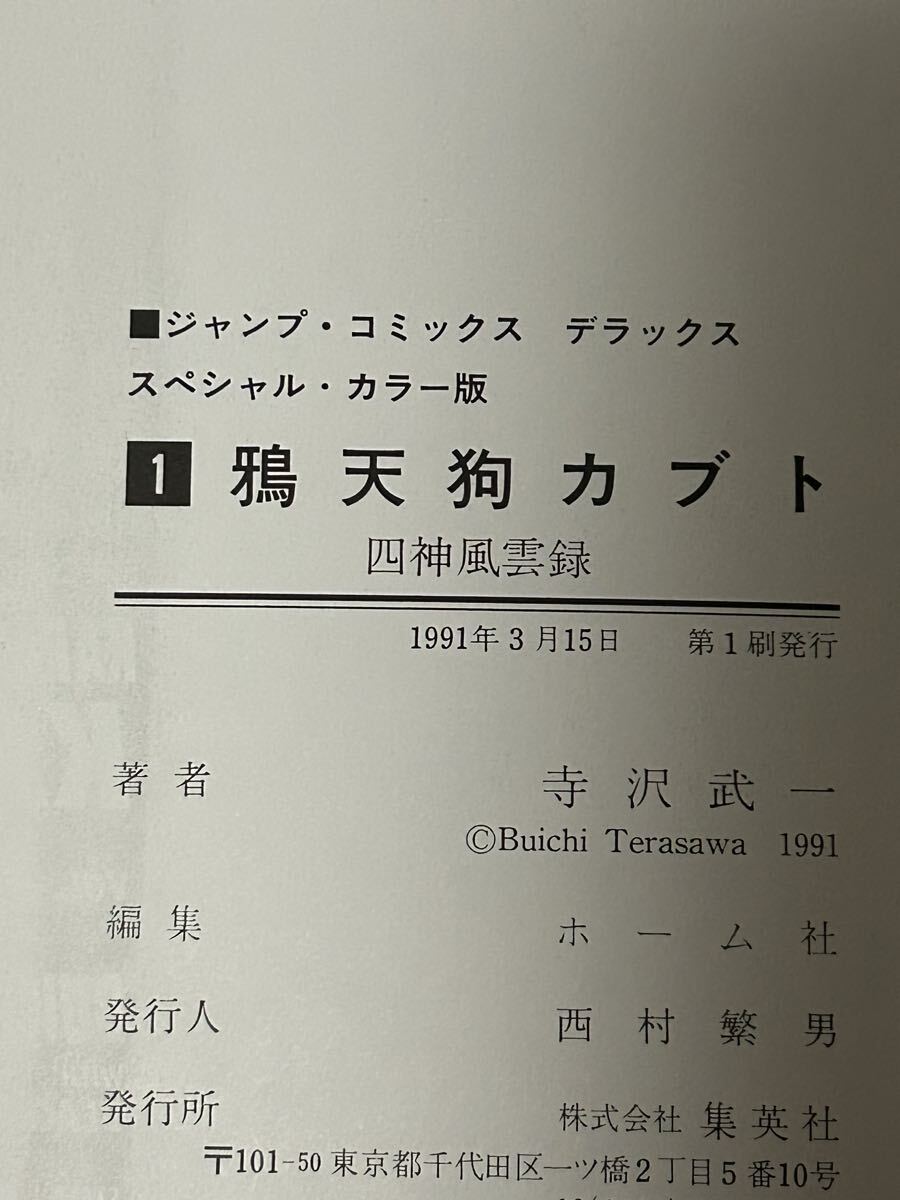 ■ジャンプ・コミックス デラックス
スペシャル・カラー版
1 鴉天狗カブト
四神風雲録
1991年3月15日 第1刷発行
著者 寺沢武一
©Buichi Terasawa 1991
編集 ホーム社
発行人 西村繁男
発行所 株式会社 集英社
〒101-50 東京都千代田区一ツ橋2丁目5番10号